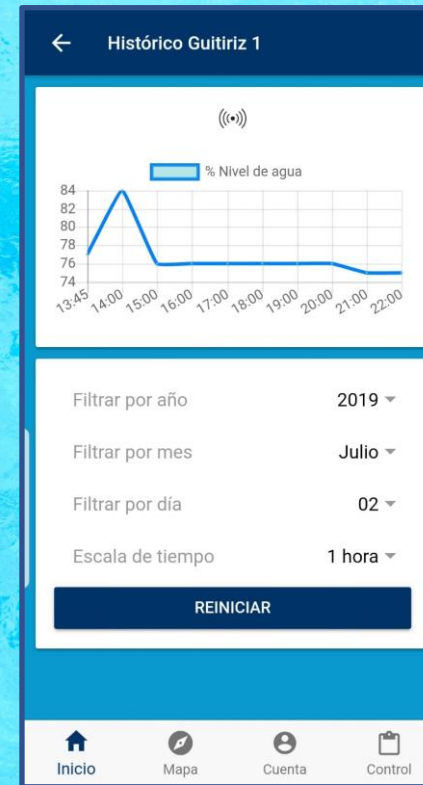 Histórico Guitiriz 1
% Nivel de agua
84
82
80
78
76
74
13:45 14:00 15:00 16:00 17:00 18:00 19:00 20:00 21:00 22:00
Filtrar por año 2019
Filtrar por mes Julio
Filtrar por día 02
Escala de tiempo 1 hora
REINICIAR
Inicio Mapa Cuenta Control